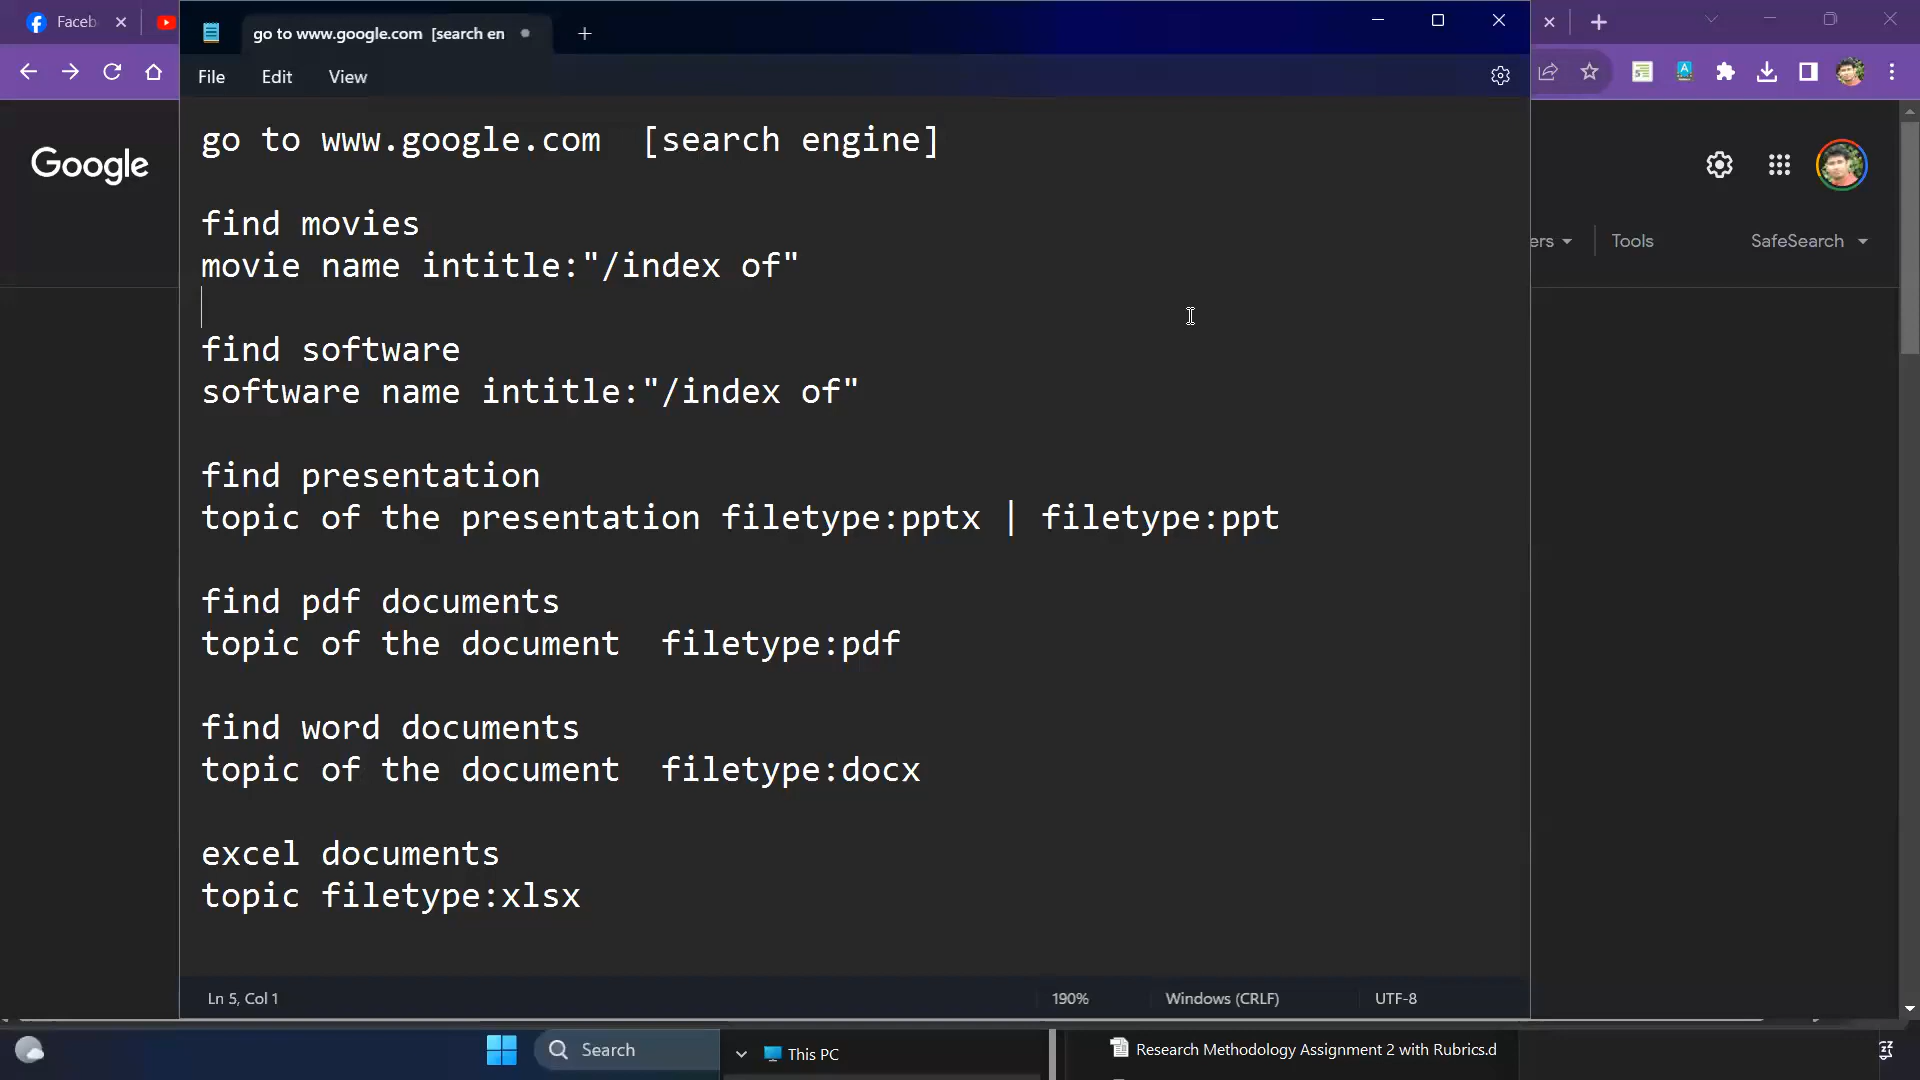 Faceb
go to www.google.com [search en
File Edit View
Google
go to www.google.com  [search engine]
ers Tools SafeSearch
find movies
movie name intitle:"/index of"
find software
software name intitle:"/index of"
find presentation
topic of the presentation filetype:pptx | filetype:ppt
find pdf documents
topic of the document  filetype:pdf
find word documents
topic of the document  filetype:docx
excel documents
topic filetype:xlsx
Ln 5, Col 1 190% Windows (CRLF) UTF-8
Search This PC Research Methodology Assignment 2 with Rubrics.d